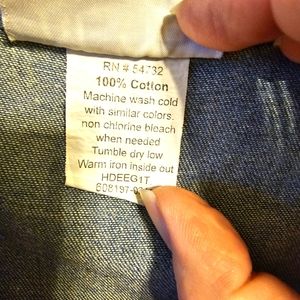 RN # 54732
100% Cotton
Machine wash cold
with similar colors.
non chlorine bleach
when needed
Tumble dry low
Warm iron inside out
HDEEG1T